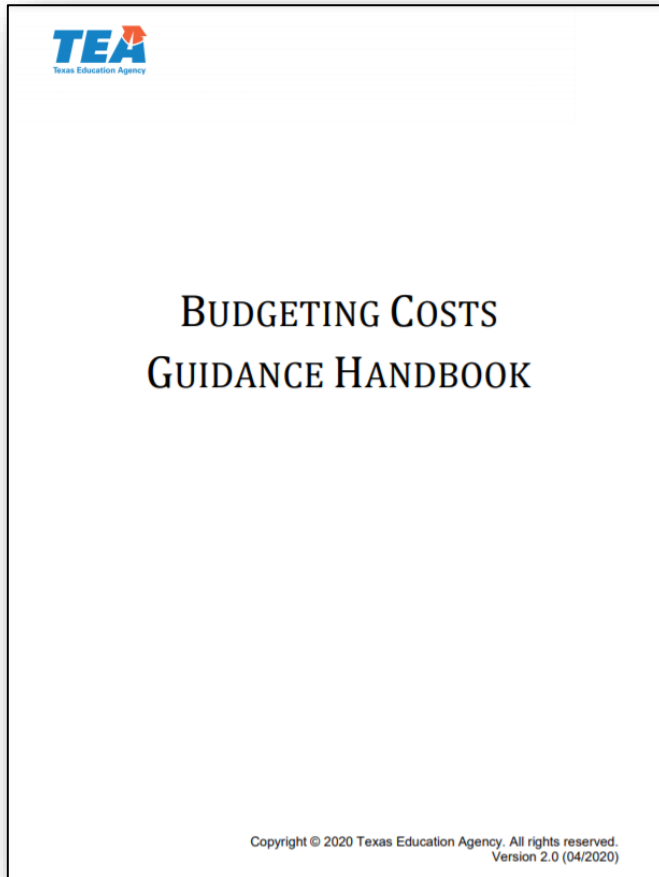 TEA
Texas Education Agency
BUDGETING COSTS
GUIDANCE HANDBOOK
Copyright © 2020 Texas Education Agency. All rights reserved.
Version 2.0 (04/2020)